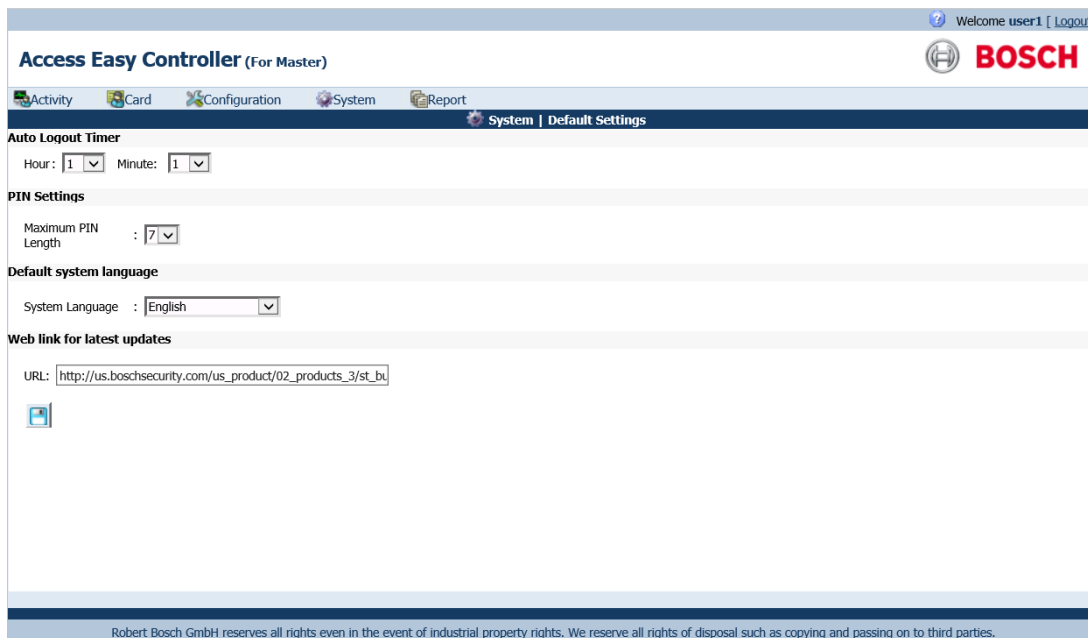 Welcome user1 [ Logout
Access Easy Controller (For Master)
BOSCH
Activity Card Configuration System Report
System | Default Settings
Auto Logout Timer
Hour: 1 Minute: 1
PIN Settings
Maximum PIN
Length : 7
Default system language
System Language : English
Web link for latest updates
URL: http://us.boschsecurity.com/us_product/02_products_3/st_bu
Robert Bosch GmbH reserves all rights even in the event of industrial property rights. We reserve all rights of disposal such as copying and passing on to third parties.